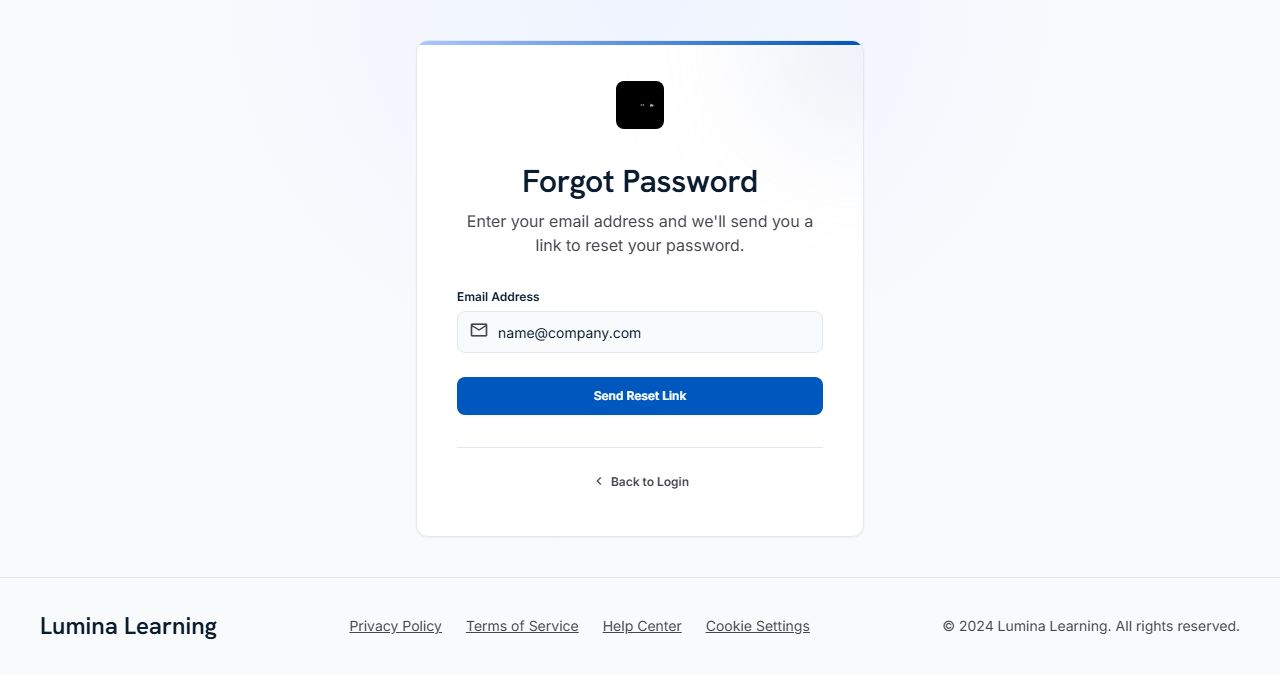 Forgot Password
Enter your email address and we'll send you a
link to reset your password.
Email Address
name@company.com
Send Reset Link
Back to Login
Lumina Learning
Privacy Policy
Terms of Service
Help Center
Cookie Settings
© 2024 Lumina Learning. All rights reserved.